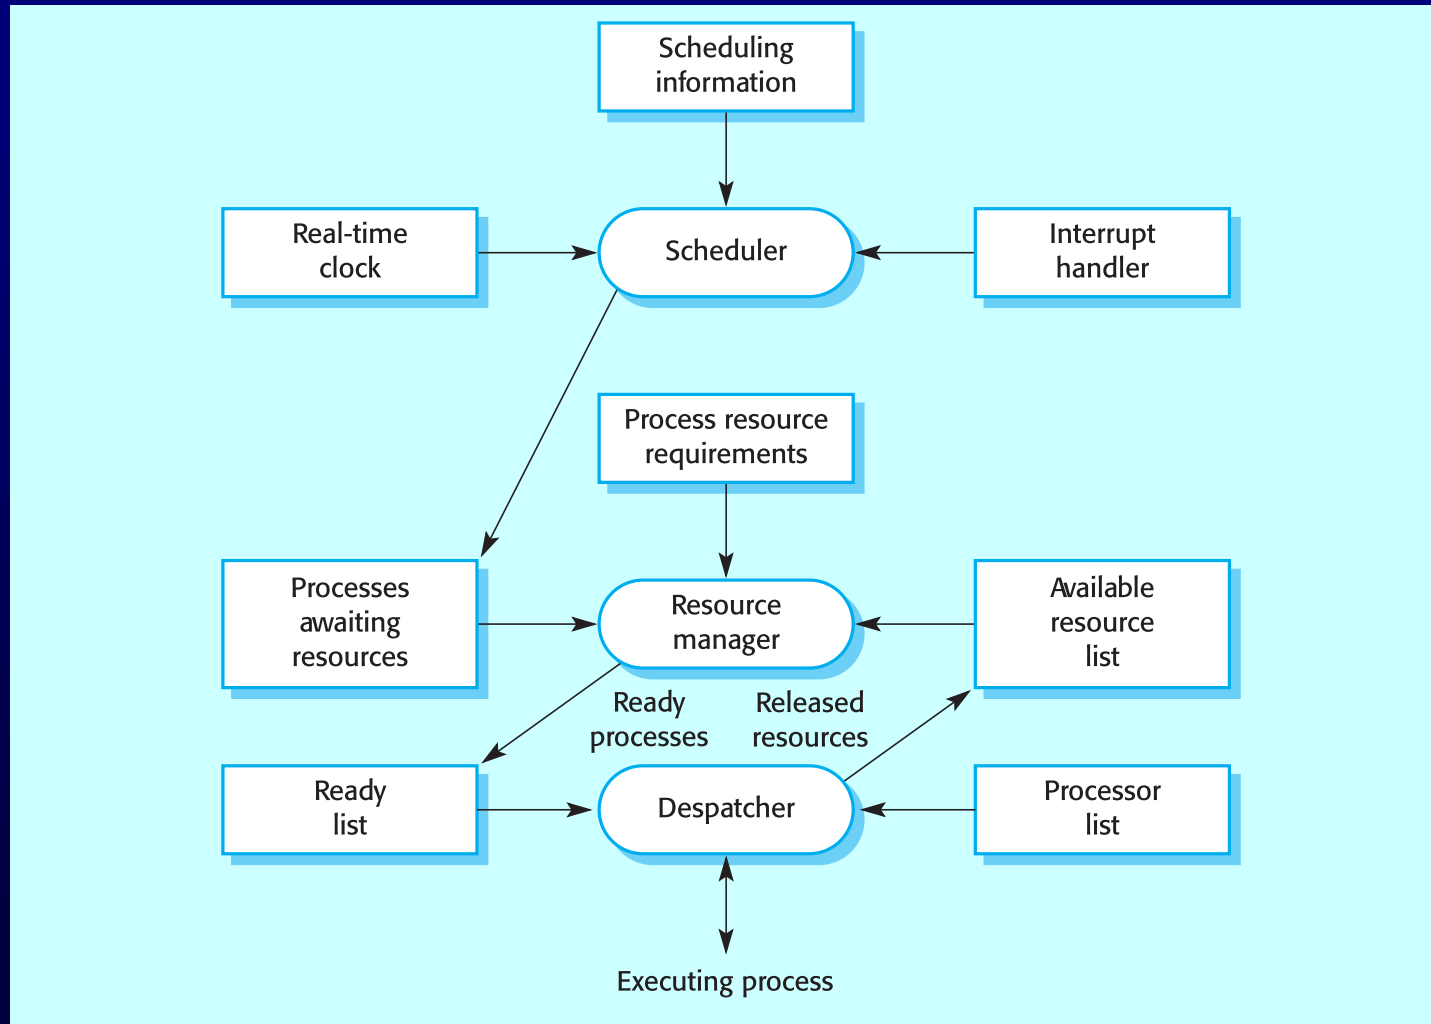 Scheduling
information
Real-time
clock
Scheduler
Interrupt
handler
Process resource
requirements
Processes
awaiting
resources
Resource
manager
Available
resource
list
Ready
processes
Released
resources
Ready
list
Despatcher
Processor
list
Executing process